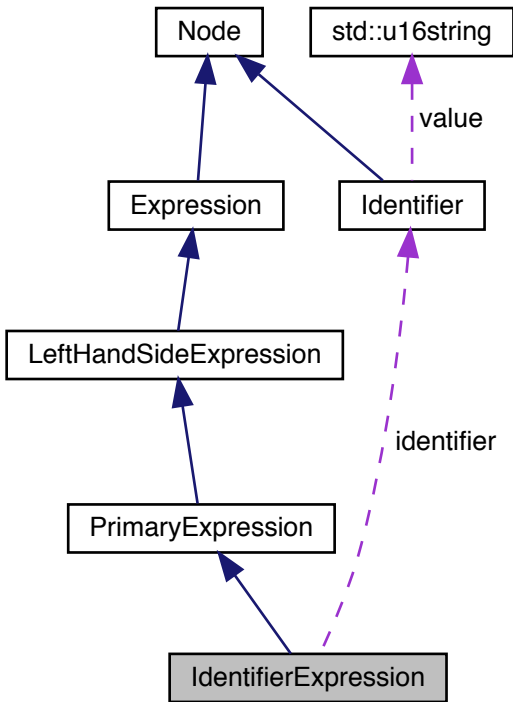 Node
std::u16string
value
Expression
Identifier
LeftHandSideExpression
identifier
PrimaryExpression
IdentifierExpression